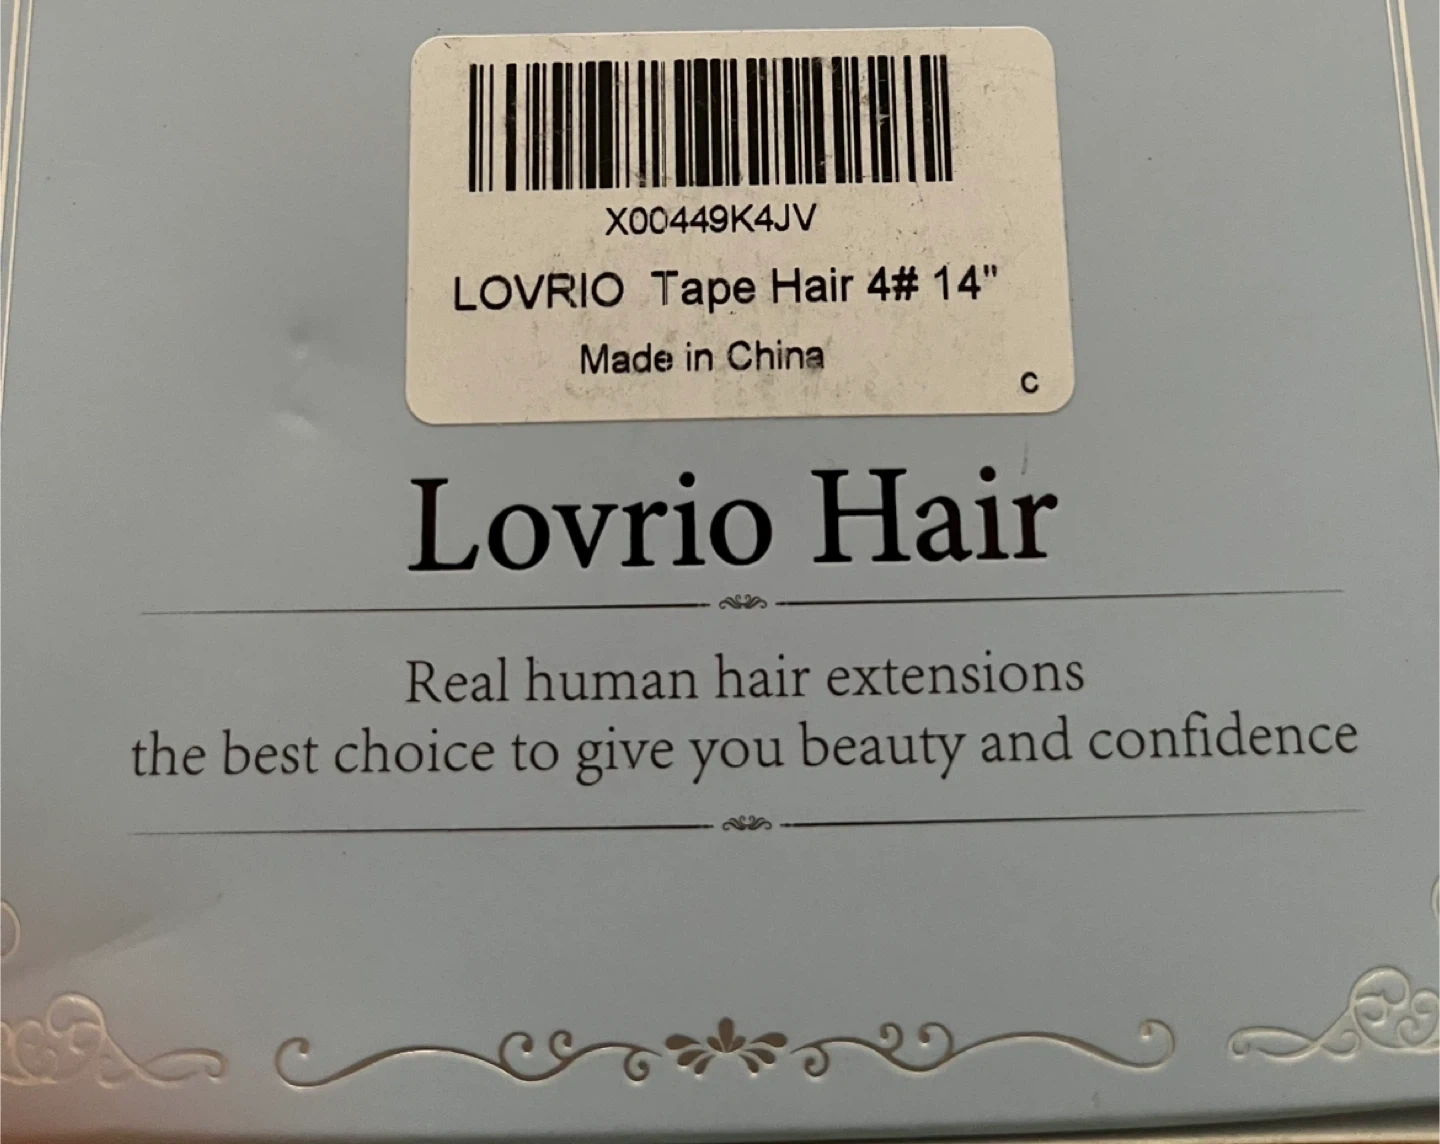 X00449K4JV
LOVRIO Tape Hair 4# 14"
Made in China
C
Lovrio Hair
Real human hair extensions
the best choice to give you beauty and confidence